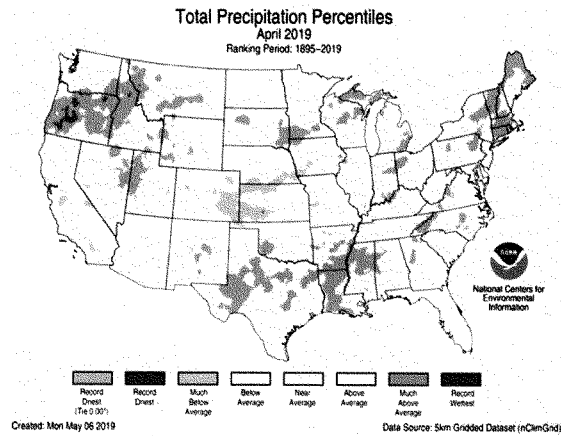 Total Precipitation Percentiles
April 2019
Ranking Period: 1895–2019
National Centers for
Environmental
Information
Record
Driest
(Tie 0.00")
Record
Driest
Much
Below
Average
Below
Average
Near
Average
Above
Average
Much
Above
Average
Record
Wettest
Created: Mon May 06 2019
Data Source: 5km Gridded Dataset (nClimGrid)